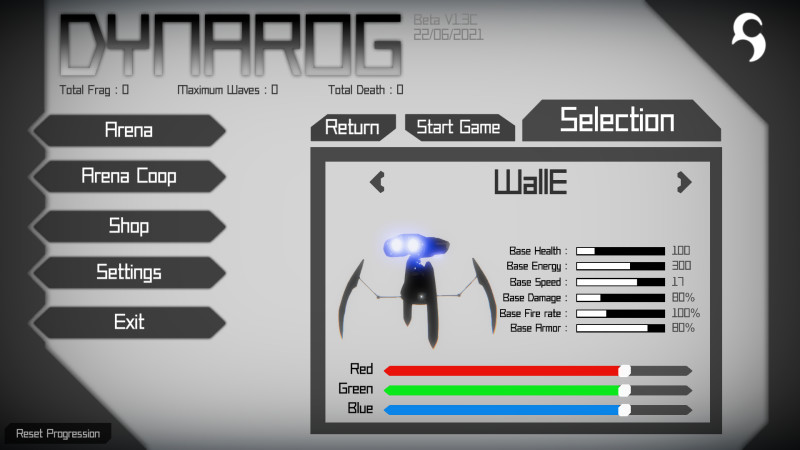 DYNAROG
Beta V1.3C
22/06/2021
Total Frag : 0 Maximum Waves : 0 Total Death : 0
Arena
Arena Coop
Shop
Settings
Exit
Reset Progression
Return
Start Game
Selection
WallE
Base Health : 100
Base Energy : 300
Base Speed : 17
Base Damage : 80%
Base Fire rate : 100%
Base Armor : 80%
Red
Green
Blue